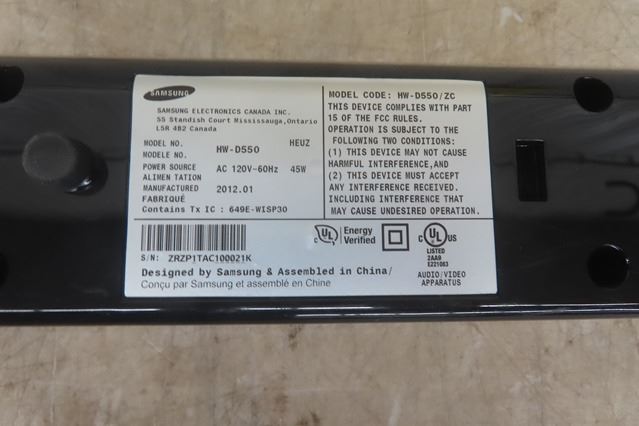 SAMSUNG
SAMSUNG ELECTRONICS CANADA INC.
55 Standish Court Mississauga,Ontario
L5R 4B2 Canada
MODEL NO. HW-D550 HEUZ
MODELE NO.
POWER SOURCE AC 120V~60Hz 45W
ALIMEN TATION
MANUFACTURED 2012.01
FABRIQUÉ
Contains Tx IC : 649E-WISP30
S/N: ZRZP1TAC100021K
Designed by Samsung & Assembled in China/
Conçu par Samsung et assemblé en Chine
MODEL CODE: HW-D550/ZC
THIS DEVICE COMPLIES WITH PART
15 OF THE FCC RULES.
OPERATION IS SUBJECT TO THE
FOLLOWING TWO CONDITIONS:
(1) THIS DEVICE MAY NOT CAUSE
HARMFUL INTERFERENCE,AND
(2) THIS DEVICE MUST ACCEPT
ANY INTERFERENCE RECEIVED.
INCLUDING INTERFERENCE THAT
MAY CAUSE UNDESIRED OPERATION.
c UL Energy
Verified
c UL us
LISTED
2AA9
E221063
AUDIO/VIDEO
APPARATUS